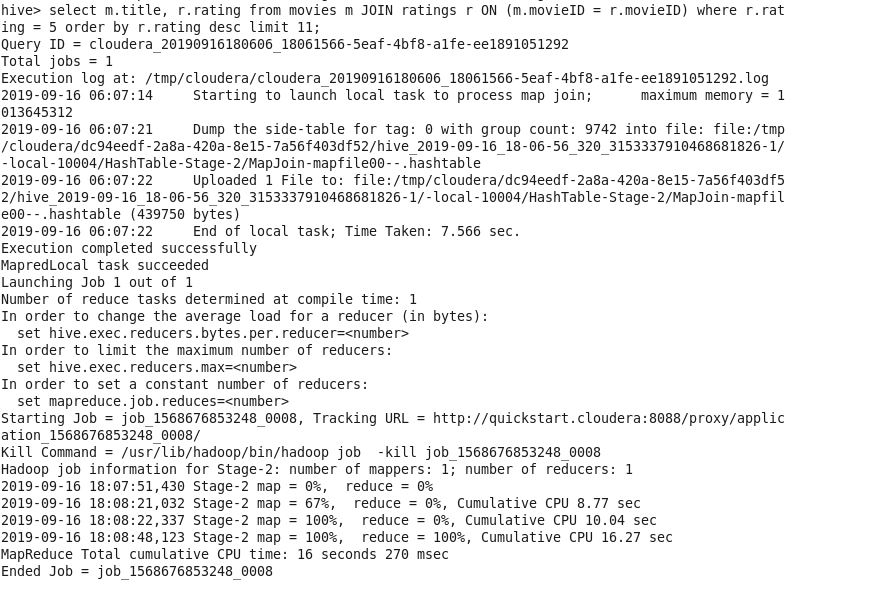 hive> select m.title, r.rating from movies m JOIN ratings r ON (m.movieID = r.movieID) where r.rat
ing = 5 order by r.rating desc limit 11;
Query ID = cloudera_20190916180606_18061566-5eaf-4bf8-a1fe-ee1891051292
Total jobs = 1
Execution log at: /tmp/cloudera/cloudera_20190916180606_18061566-5eaf-4bf8-a1fe-ee1891051292.log
2019-09-16 06:07:14     Starting to launch local task to process map join;      maximum memory = 1
013645312
2019-09-16 06:07:21     Dump the side-table for tag: 0 with group count: 9742 into file: file:/tmp
/cloudera/dc94eedf-2a8a-420a-8e15-7a56f403df52/hive_2019-09-16_18-06-56_320_3153337910468681826-1/
-local-10004/HashTable-Stage-2/MapJoin-mapfile00--.hashtable
2019-09-16 06:07:22     Uploaded 1 File to: file:/tmp/cloudera/dc94eedf-2a8a-420a-8e15-7a56f403df5
2/hive_2019-09-16_18-06-56_320_3153337910468681826-1/-local-10004/HashTable-Stage-2/MapJoin-mapfil
e00--.hashtable (439750 bytes)
2019-09-16 06:07:22     End of local task; Time Taken: 7.566 sec.
Execution completed successfully
MapredLocal task succeeded
Launching Job 1 out of 1
Number of reduce tasks determined at compile time: 1
In order to change the average load for a reducer (in bytes):
  set hive.exec.reducers.bytes.per.reducer=<number>
In order to limit the maximum number of reducers:
  set hive.exec.reducers.max=<number>
In order to set a constant number of reducers:
  set mapreduce.job.reduces=<number>
Starting Job = job_1568676853248_0008, Tracking URL = http://quickstart.cloudera:8088/proxy/applic
ation_1568676853248_0008/
Kill Command = /usr/lib/hadoop/bin/hadoop job  -kill job_1568676853248_0008
Hadoop job information for Stage-2: number of mappers: 1; number of reducers: 1
2019-09-16 18:07:51,430 Stage-2 map = 0%,  reduce = 0%
2019-09-16 18:08:21,032 Stage-2 map = 67%,  reduce = 0%, Cumulative CPU 8.77 sec
2019-09-16 18:08:22,337 Stage-2 map = 100%,  reduce = 0%, Cumulative CPU 10.04 sec
2019-09-16 18:08:48,123 Stage-2 map = 100%,  reduce = 100%, Cumulative CPU 16.27 sec
MapReduce Total cumulative CPU time: 16 seconds 270 msec
Ended Job = job_1568676853248_0008